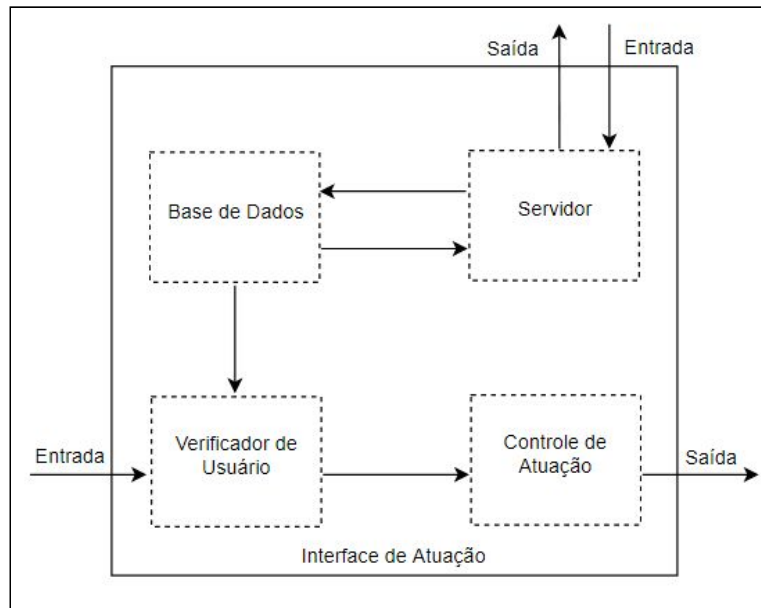 Saída
Entrada
Base de Dados
Servidor
Entrada
Verificador de
Usuário
Controle de
Atuação
Saída
Interface de Atuação